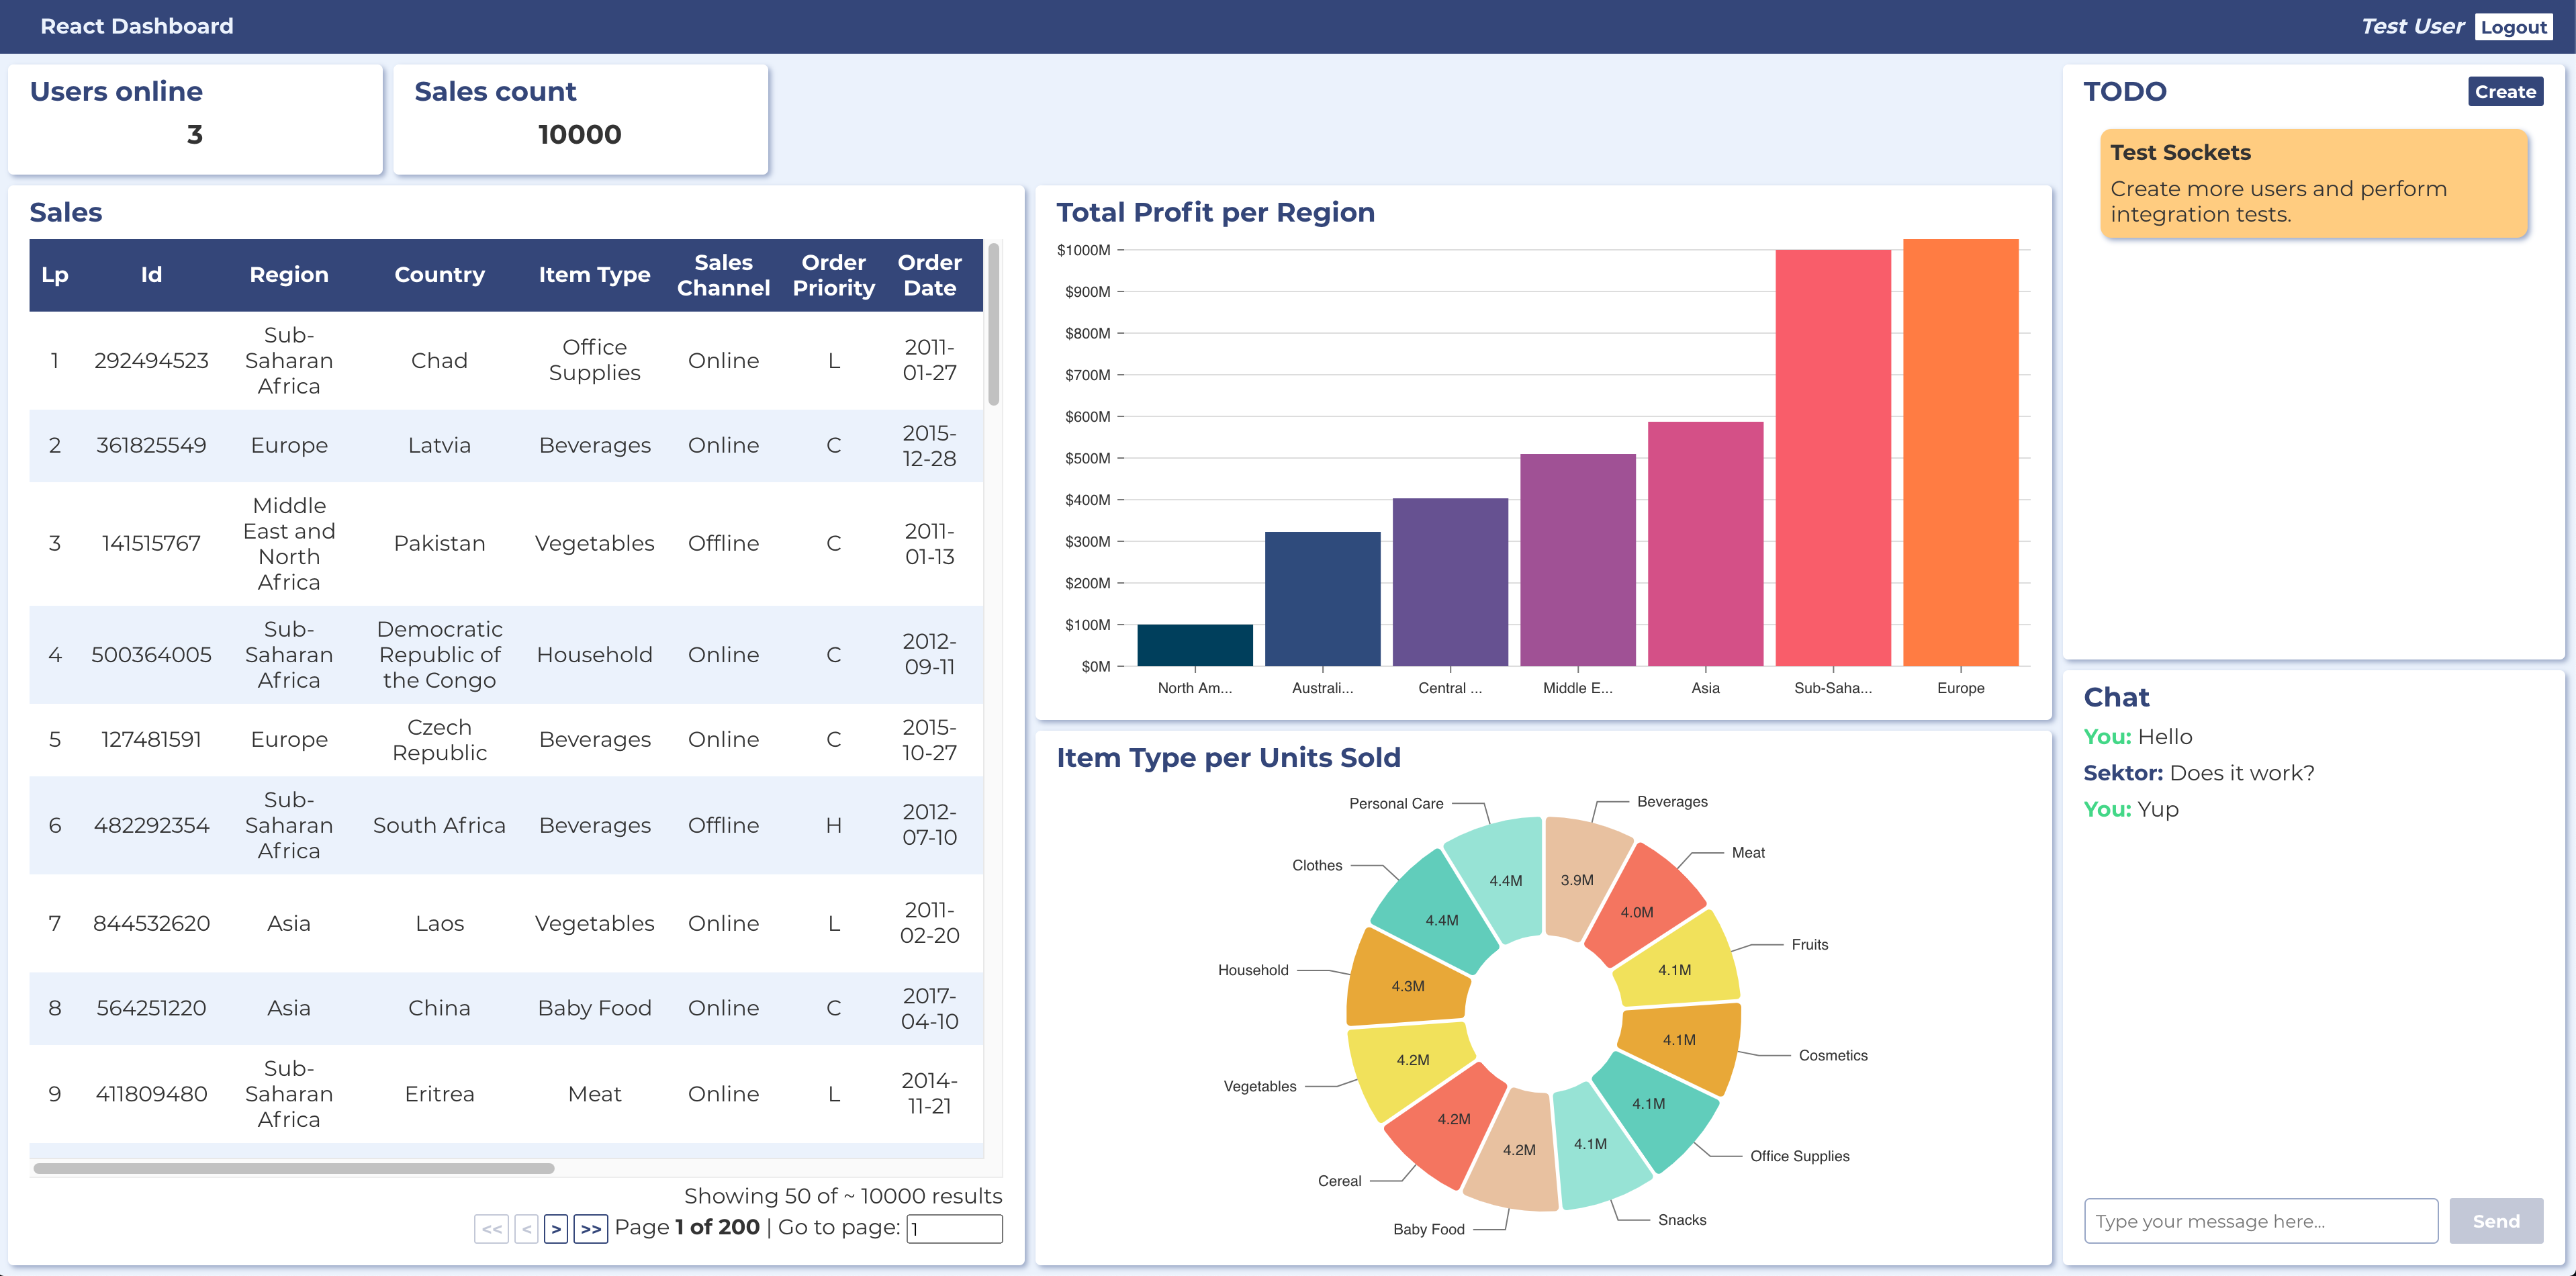 React Dashboard
Test User Logout
Users online
3
Sales count
10000
Sales
Lp Id Region Country Item Type Sales Channel Order Priority Order Date
1 292494523 Sub-Saharan Africa Chad Office Supplies Online L 2011-01-27
2 361825549 Europe Latvia Beverages Online C 2015-12-28
3 141515767 Middle East and North Africa Pakistan Vegetables Offline C 2011-01-13
4 500364005 Sub-Saharan Africa Democratic Republic of the Congo Household Online C 2012-09-11
5 127481591 Europe Czech Republic Beverages Online C 2015-10-27
6 482292354 Sub-Saharan Africa South Africa Beverages Offline H 2012-07-10
7 844532620 Asia Laos Vegetables Online L 2011-02-20
8 564251220 Asia China Baby Food Online C 2017-04-10
9 411809480 Sub-Saharan Africa Eritrea Meat Online L 2014-11-21
Showing 50 of ~ 10000 results
<< < > >> Page 1 of 200 | Go to page: 1
Total Profit per Region
$1000M
$900M
$800M
$700M
$600M
$500M
$400M
$300M
$200M
$100M
$0M
North Am... Australi... Central ... Middle E... Asia Sub-Saha... Europe
Item Type per Units Sold
Beverages 3.9M
Meat 4.0M
Fruits 4.1M
Cosmetics 4.1M
Office Supplies 4.1M
Snacks 4.1M
Baby Food 4.2M
Cereal 4.2M
Vegetables 4.2M
Household 4.3M
Clothes 4.4M
Personal Care 4.4M
TODO Create
Test Sockets
Create more users and perform
integration tests.
Chat
You: Hello
Sektor: Does it work?
You: Yup
Type your message here... Send